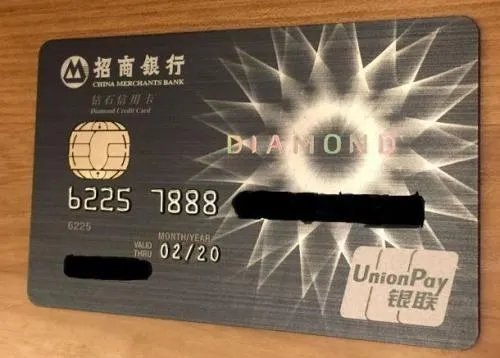 招商银行
CHINA MERCHANTS BANK
钻石信用卡
Diamond Credit Card
DIAMOND
6225 7888
6225
MONTH/YEAR
VALID THRU 02/20
UnionPay
银联